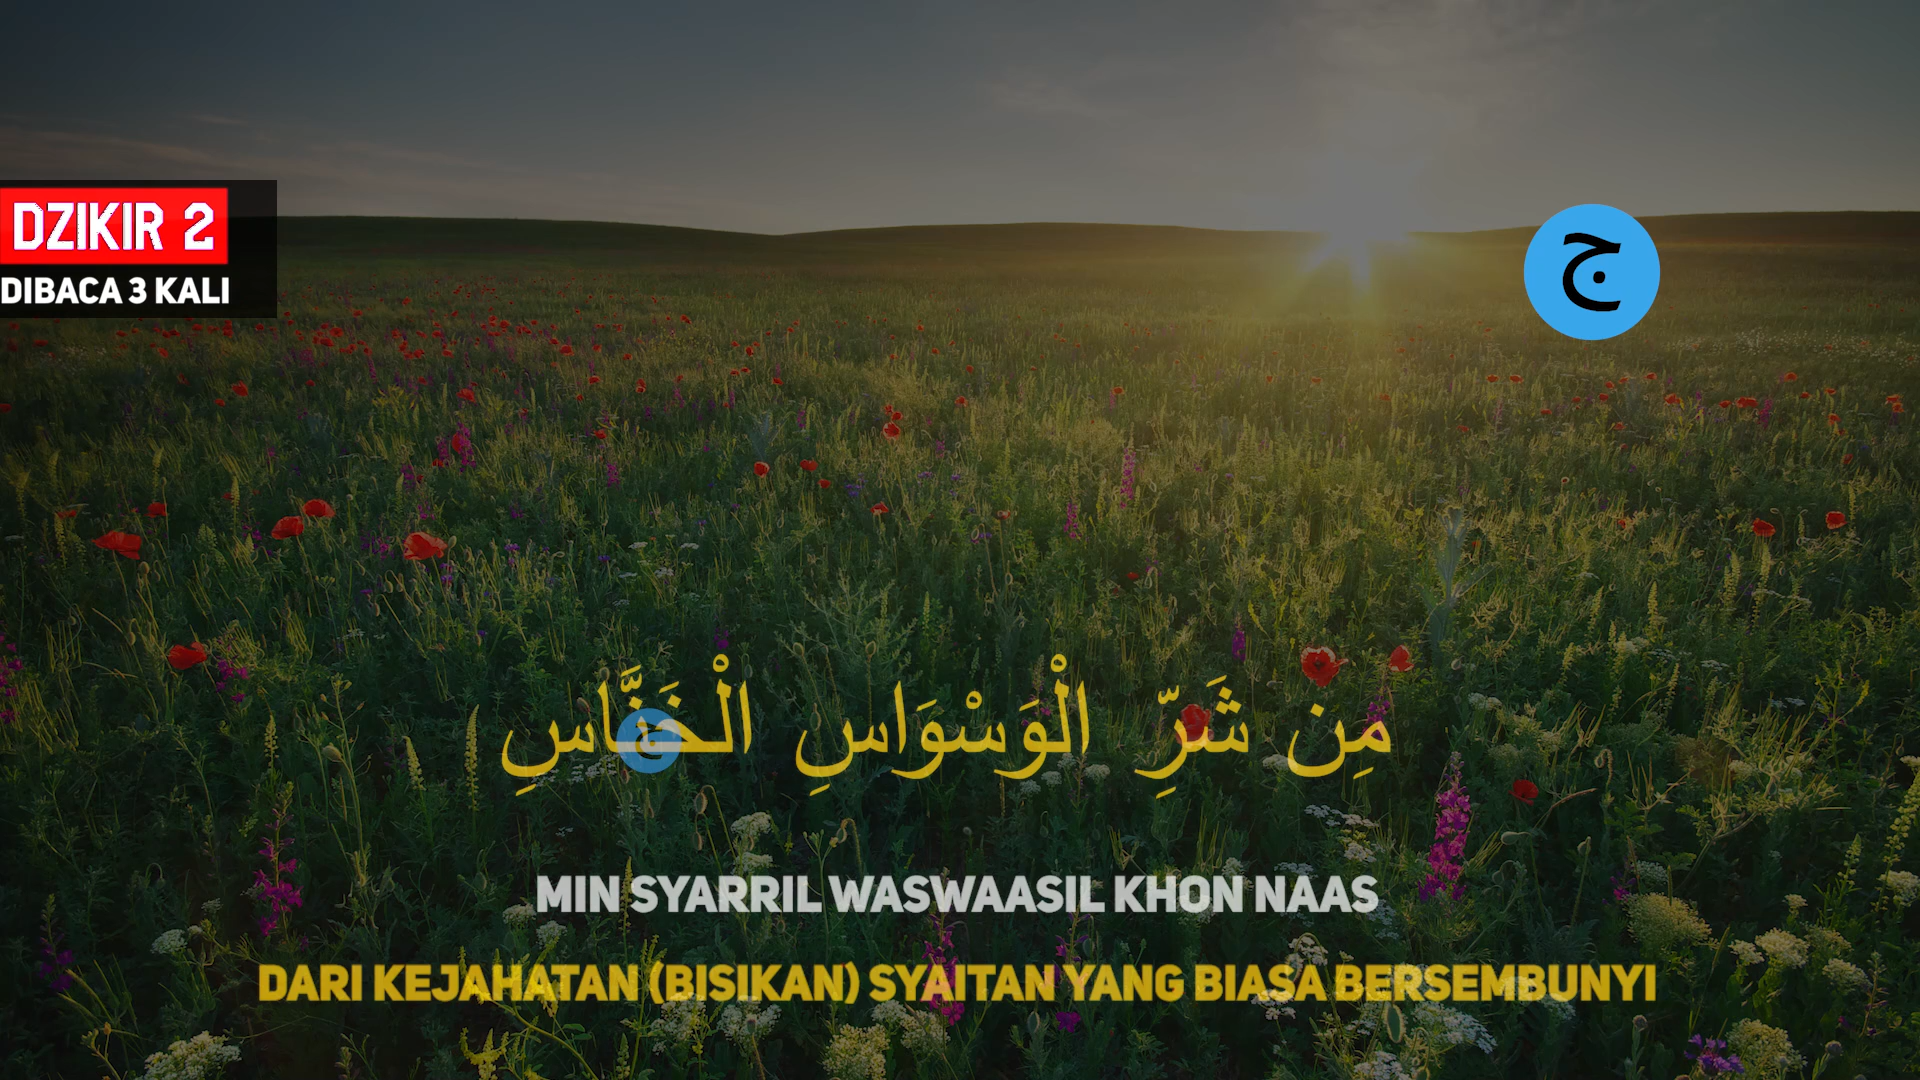 DZIKIR 2
DIBACA 3 KALI
ج
مِن شَرِّ الْوَسْوَاسِ الْخَنَّاسِ
ج
MIN SYARRIL WASWAASIL KHON NAAS
DARI KEJAHATAN (BISIKAN) SYAITAN YANG BIASA BERSEMBUNYI